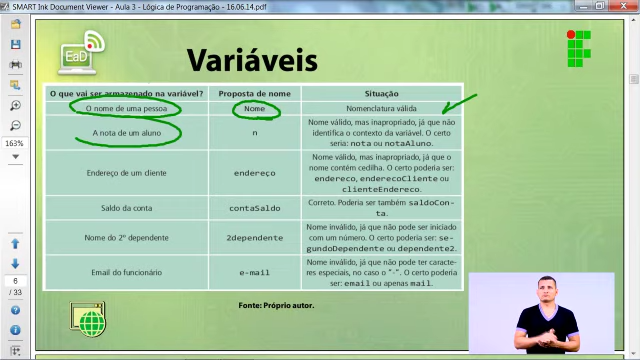 SMART Ink Document Viewer - Aula 3 - Lógica de Programação - 16.06.14.pdf
EaD
Variáveis
O que vai ser armazenado na variável? Proposta de nome Situação
O nome de uma pessoa Nome Nomenclatura válida
A nota de um aluno n Nome válido, mas inapropriado, já que não
identifica o contexto da variável. O certo
seria: nota ou notaAluno.
Endereço de um cliente endereço Nome válido, mas inapropriado, já que o
nome contém cedilha. O certo poderia ser:
endereco, enderecoCliente ou
clienteEndereco.
Saldo da conta contaSaldo Correto. Poderia ser também saldoCon-
ta.
Nome do 2º dependente 2dependente Nome inválido, já que não pode ser iniciado
com um número. O certo poderia ser: se-
gundoDependente ou dependente2.
Email do funcionário e-mail Nome inválido, já que não pode ter caracte-
res especiais, no caso o "-". O certo poderia
ser: email ou apenas mail.
Fonte: Próprio autor.
163%
6
/ 33